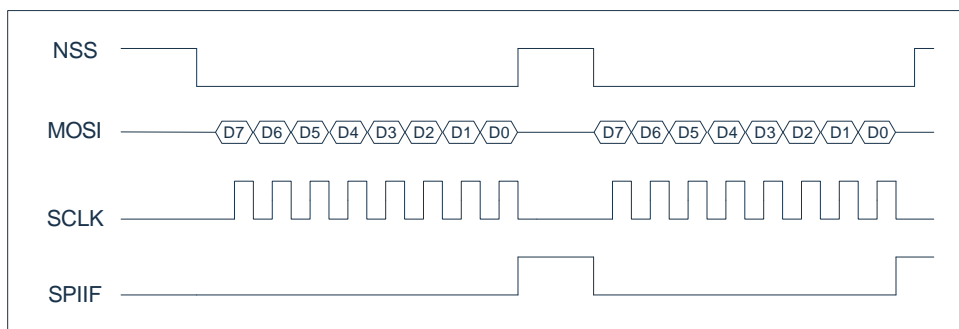 NSS
MOSI D7 D6 D5 D4 D3 D2 D1 D0 D7 D6 D5 D4 D3 D2 D1 D0
SCLK
SPIIF